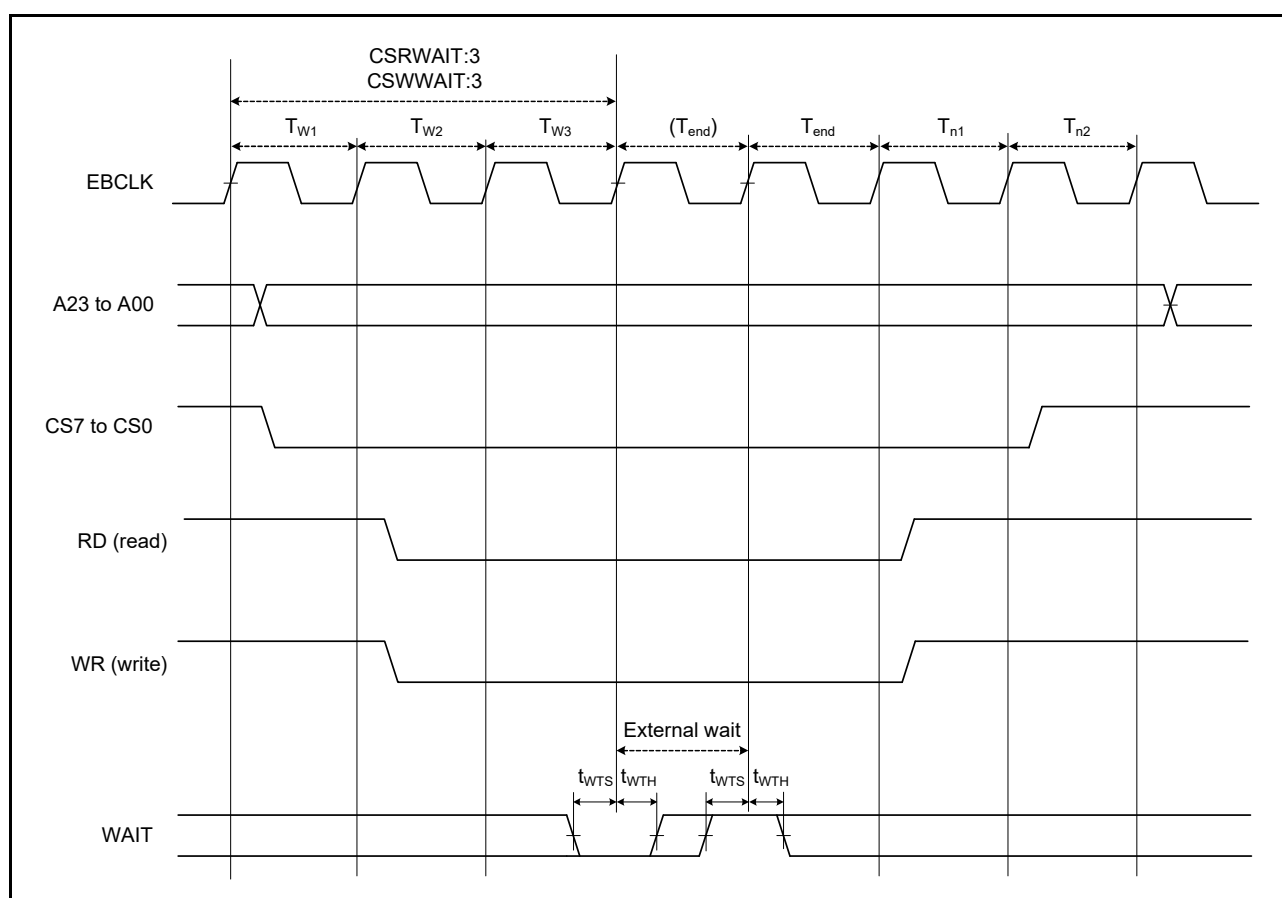 CSRWAIT:3
CSWWAIT:3
TW1 TW2 TW3 (Tend) Tend Tn1 Tn2
EBCLK
A23 to A00
CS7 to CS0
RD (read)
WR (write)
External wait
tWTS tWTH tWTS tWTH
WAIT